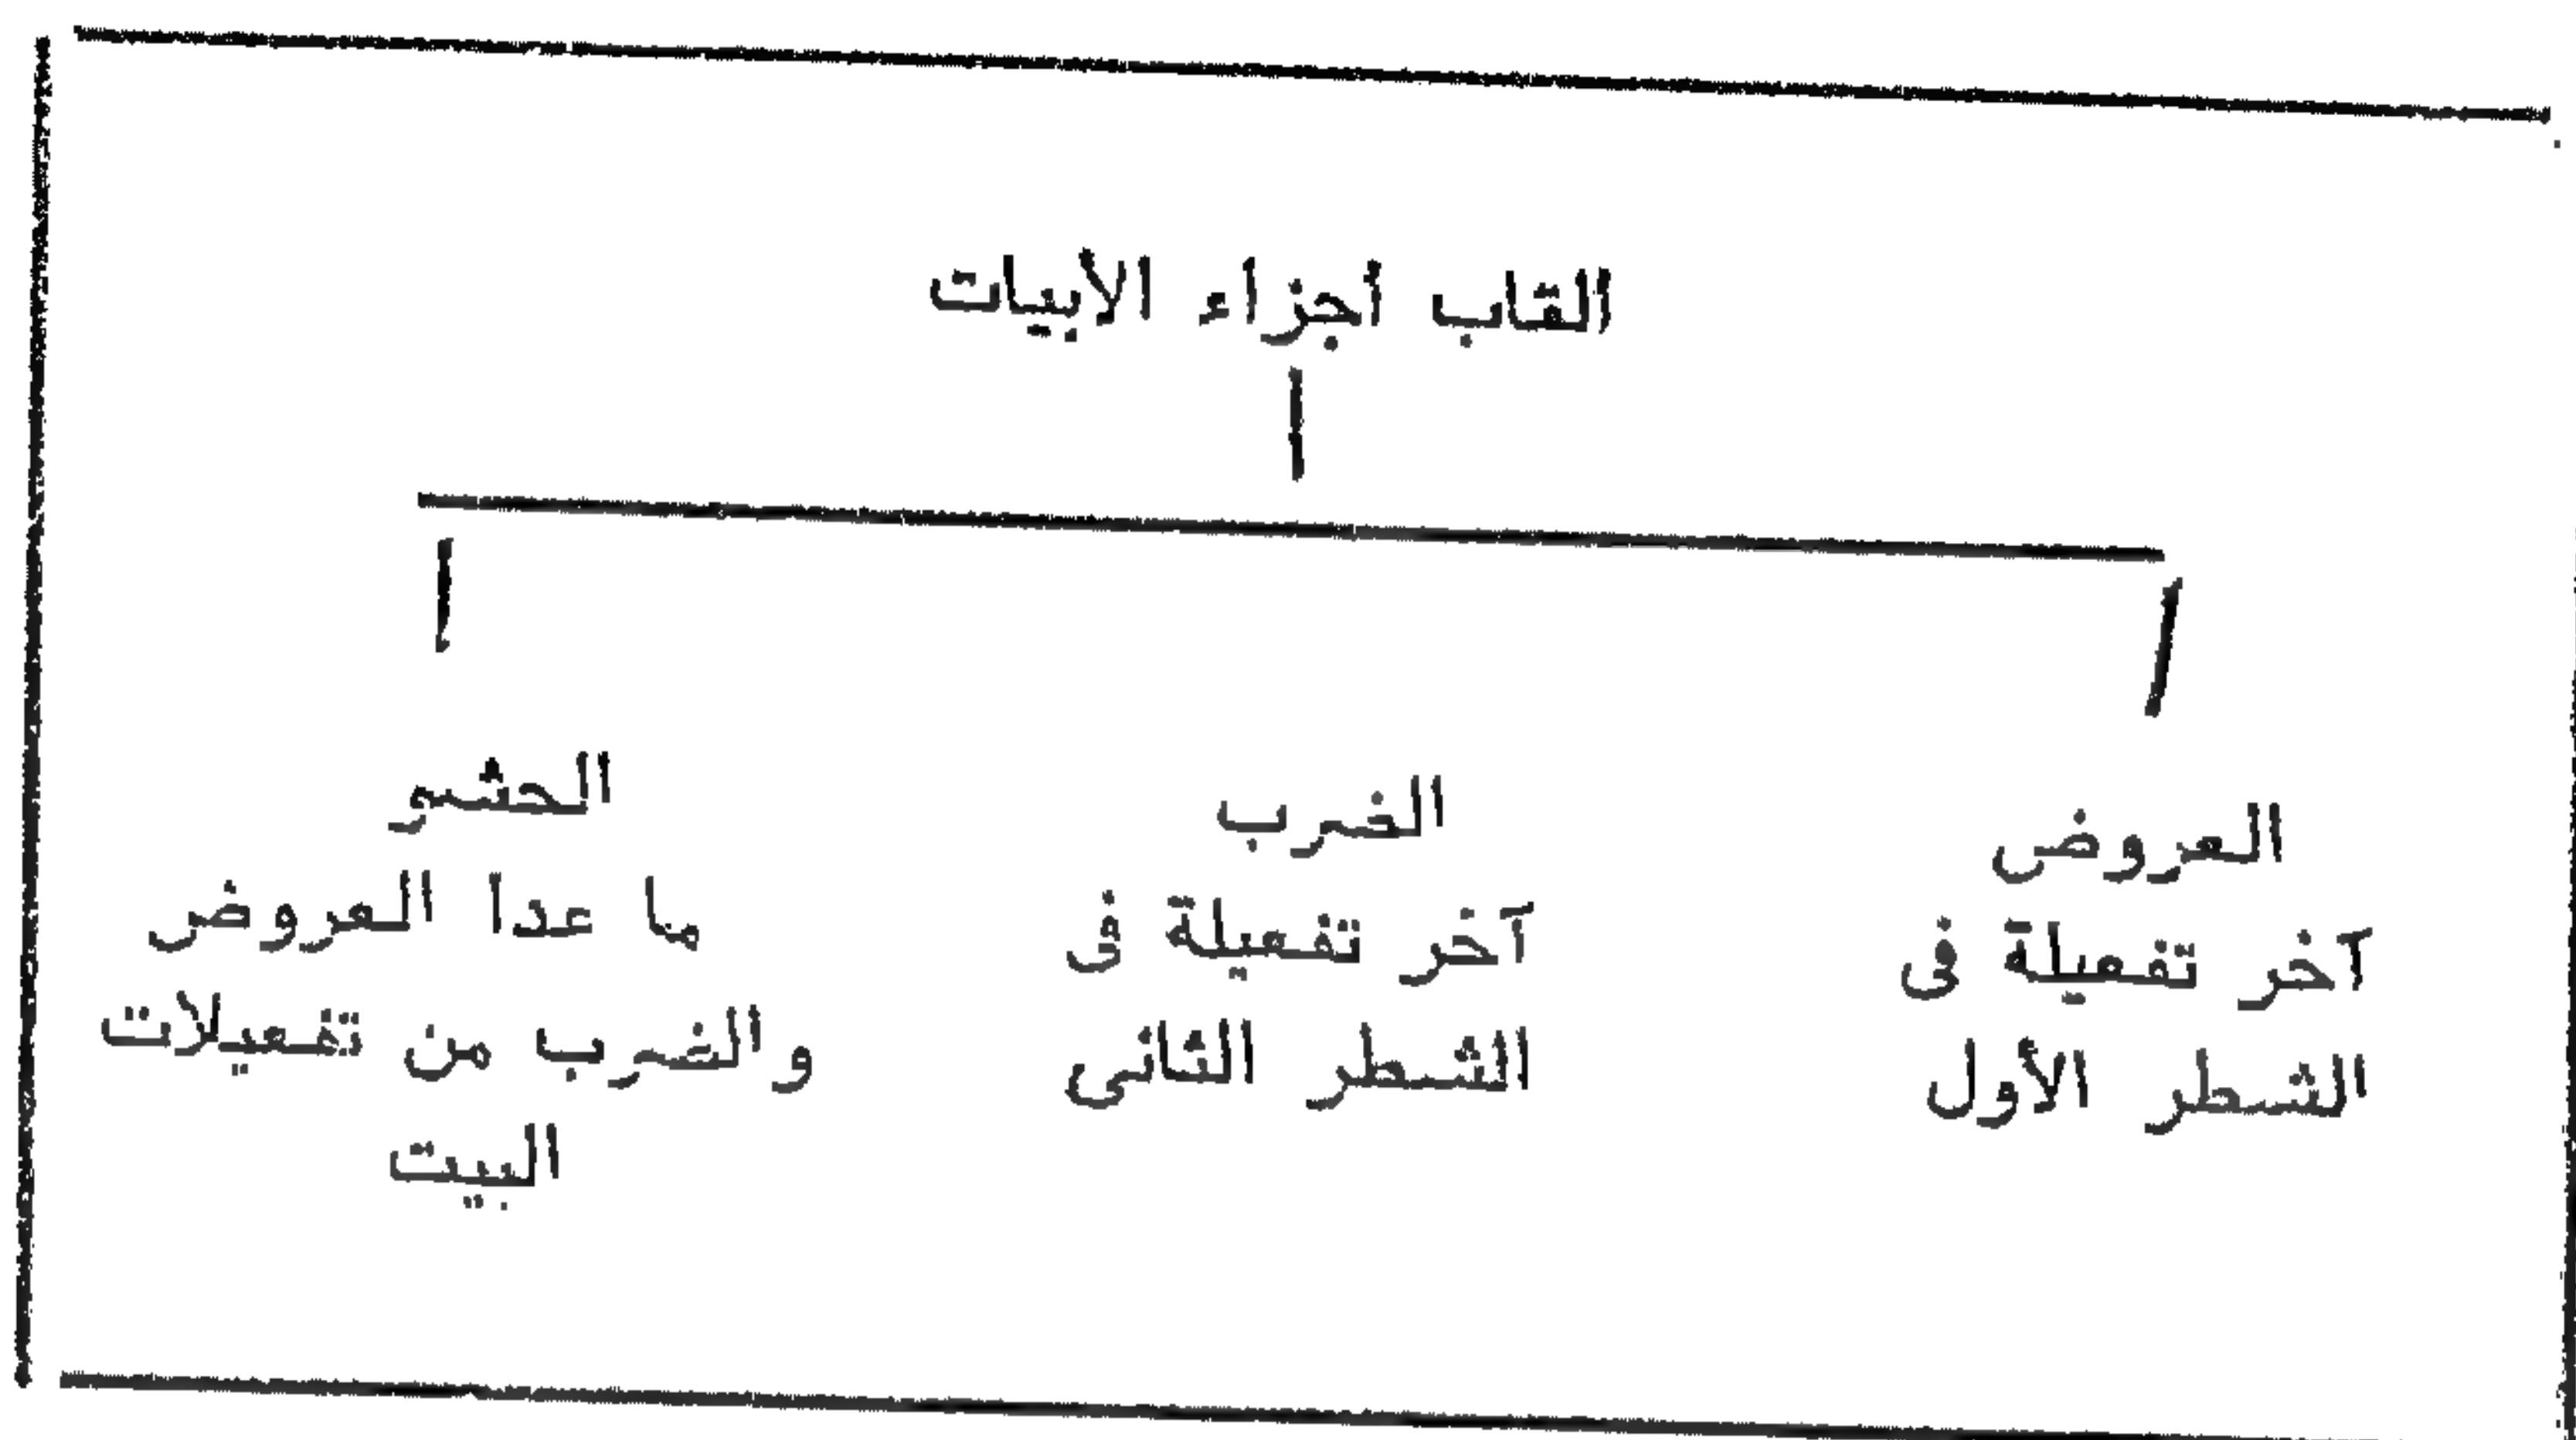 القاب أجزاء الأبيات
العروض
آخر تفعيلة فى
الشطر الأول
الضرب
آخر تفعيلة فى
الشطر الثانى
الحشو
ما عدا العروض
والضرب من تفعيلات
البيت